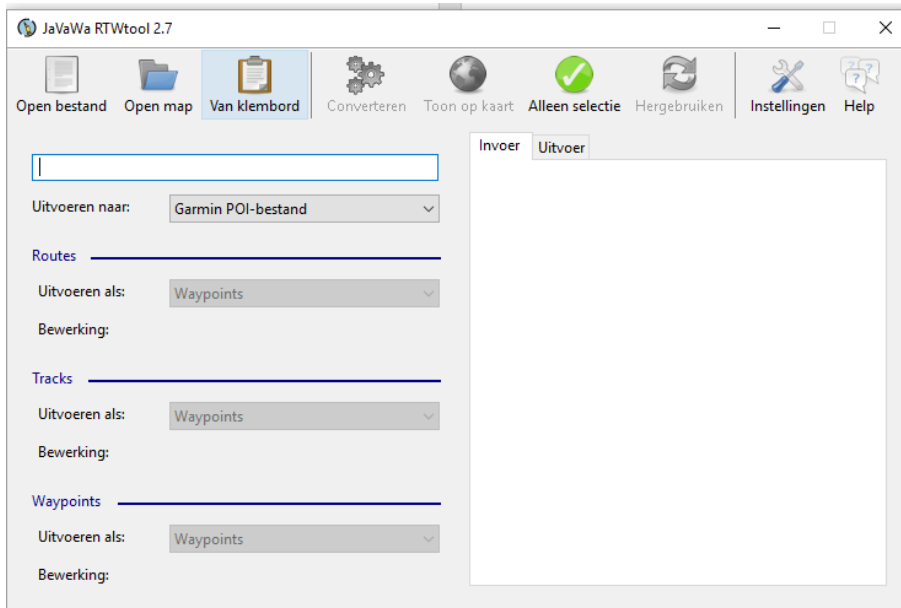 JaVaWa RTWtool 2.7
Open bestand Open map Van klembord Converteren Toon op kaart Alleen selectie Hergebruiken Instellingen Help
Invoer Uitvoer
Uitvoeren naar: Garmin POI-bestand
Routes
Uitvoeren als: Waypoints
Bewerking:
Tracks
Uitvoeren als: Waypoints
Bewerking:
Waypoints
Uitvoeren als: Waypoints
Bewerking: